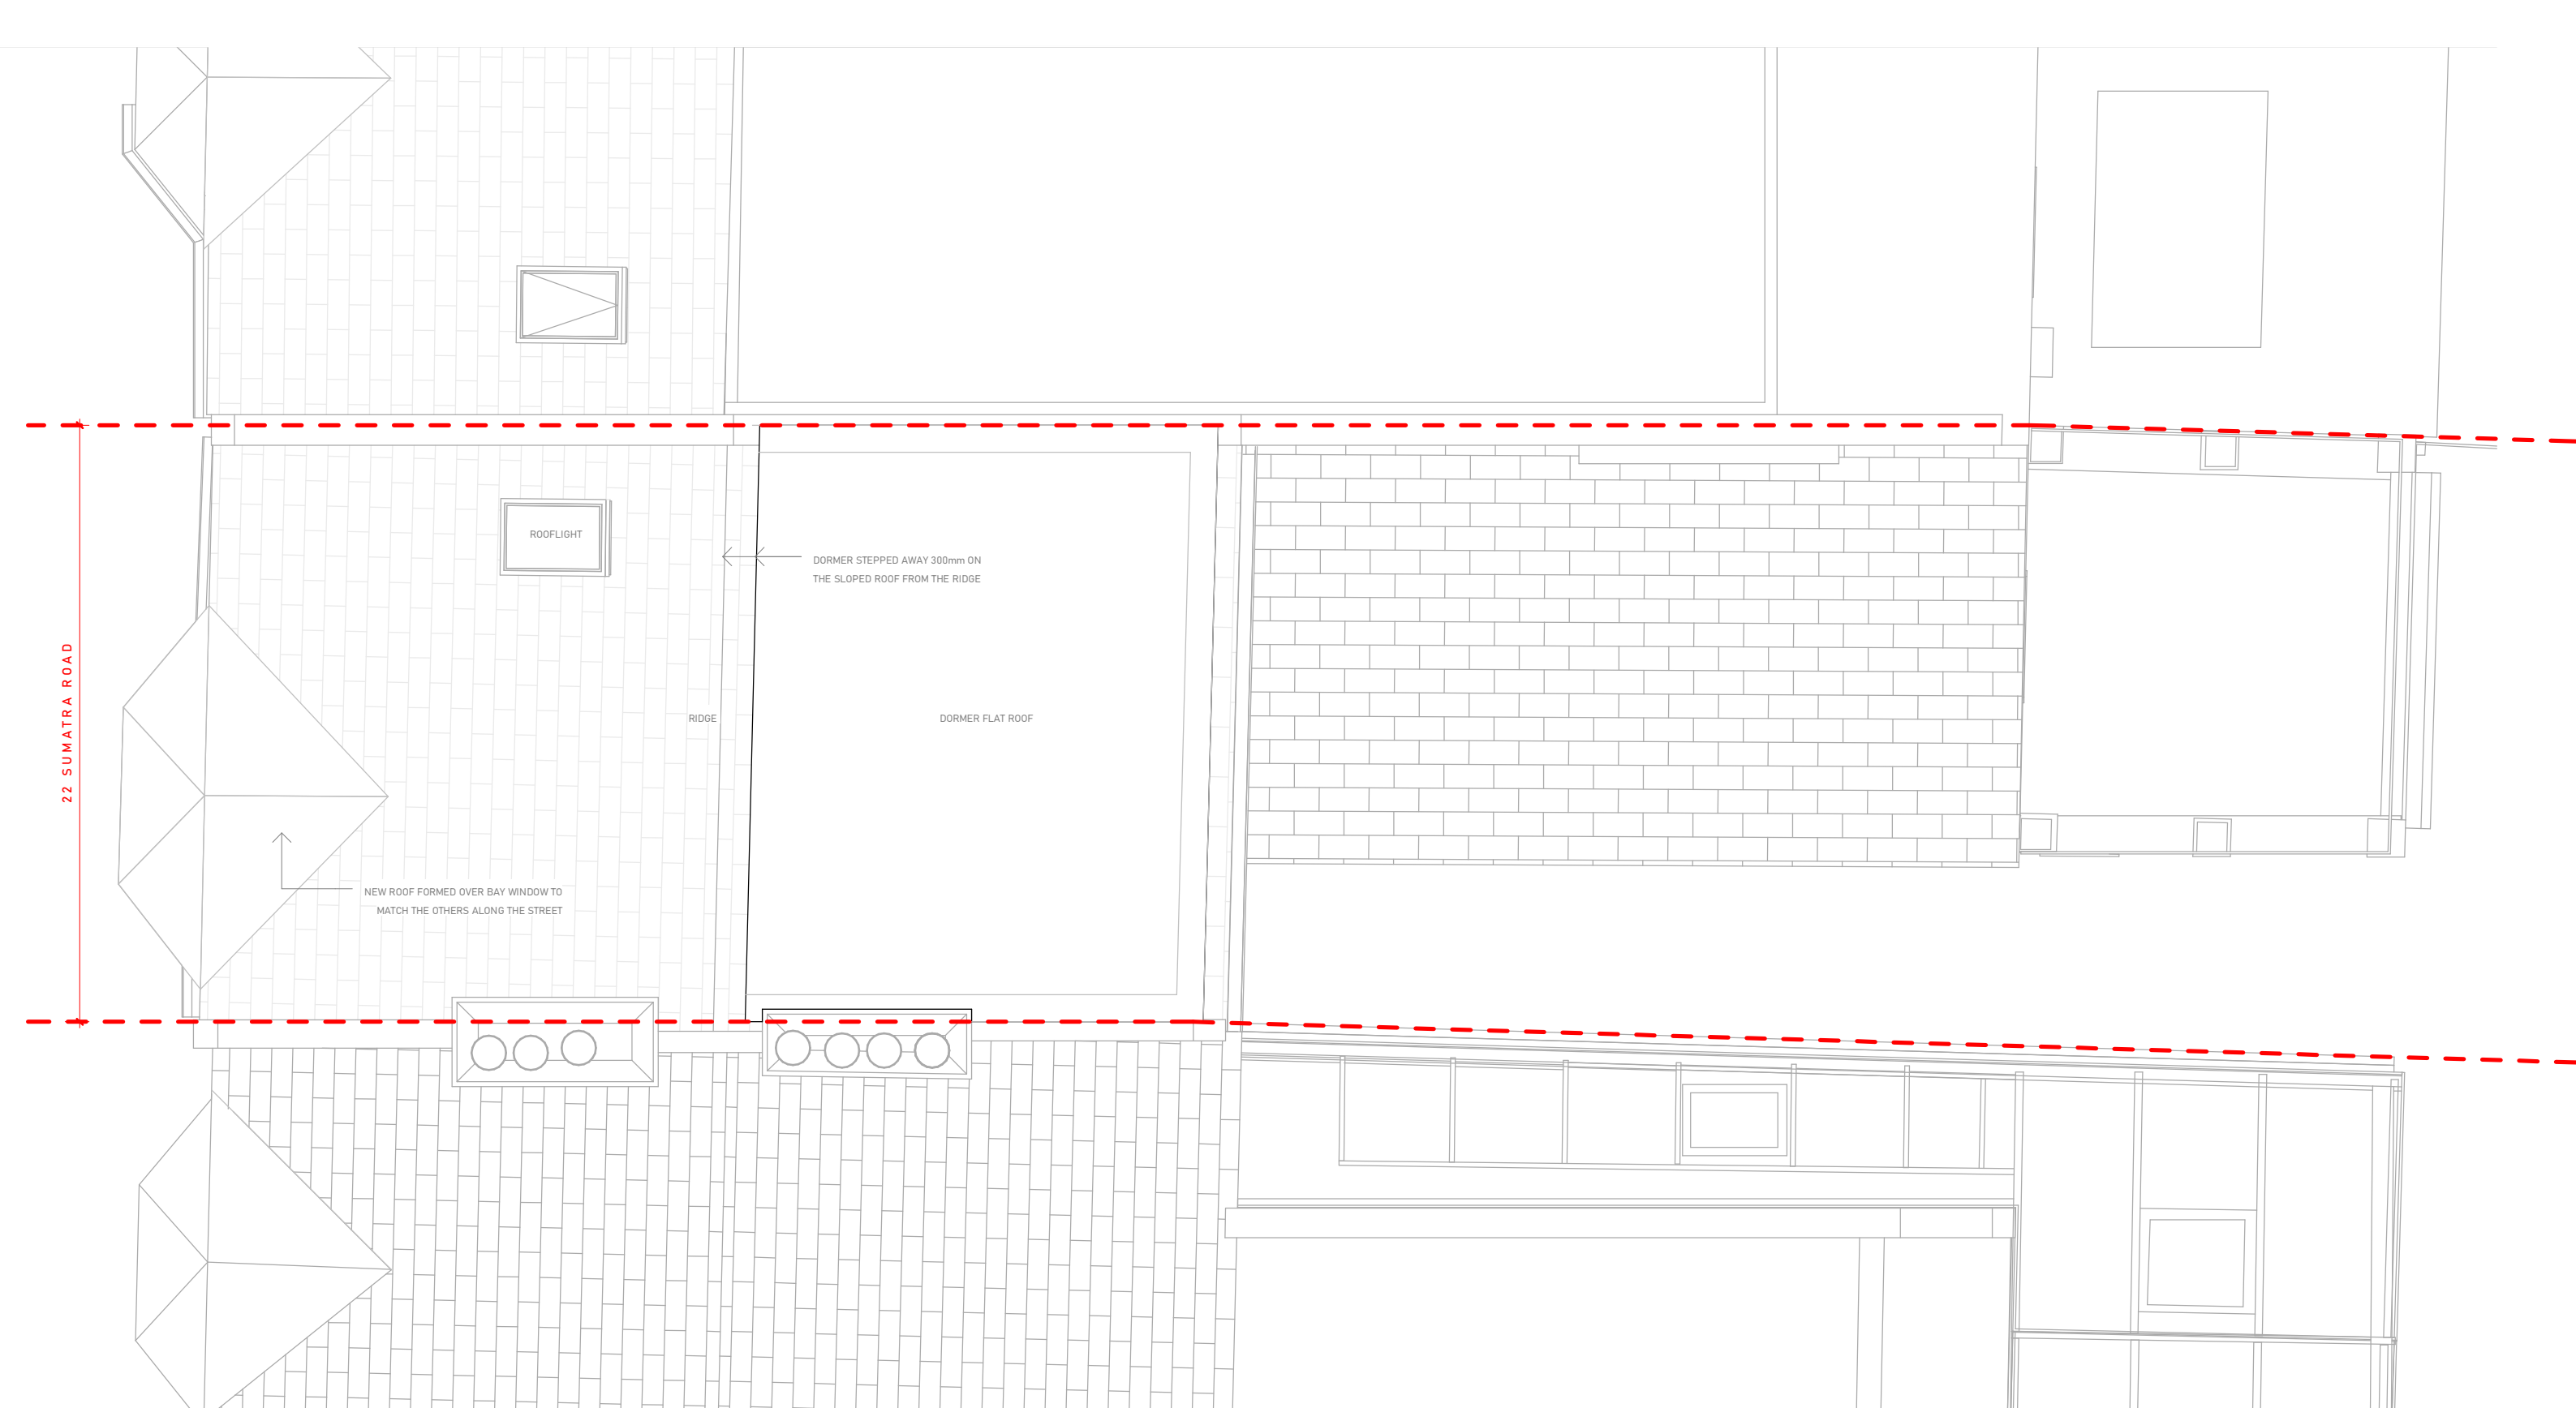 ROOFLIGHT
DORMER STEPPED AWAY 300mm ON
THE SLOPED ROOF FROM THE RIDGE
22 SUMATRA ROAD
RIDGE
DORMER FLAT ROOF
NEW ROOF FORMED OVER BAY WINDOW TO
MATCH THE OTHERS ALONG THE STREET